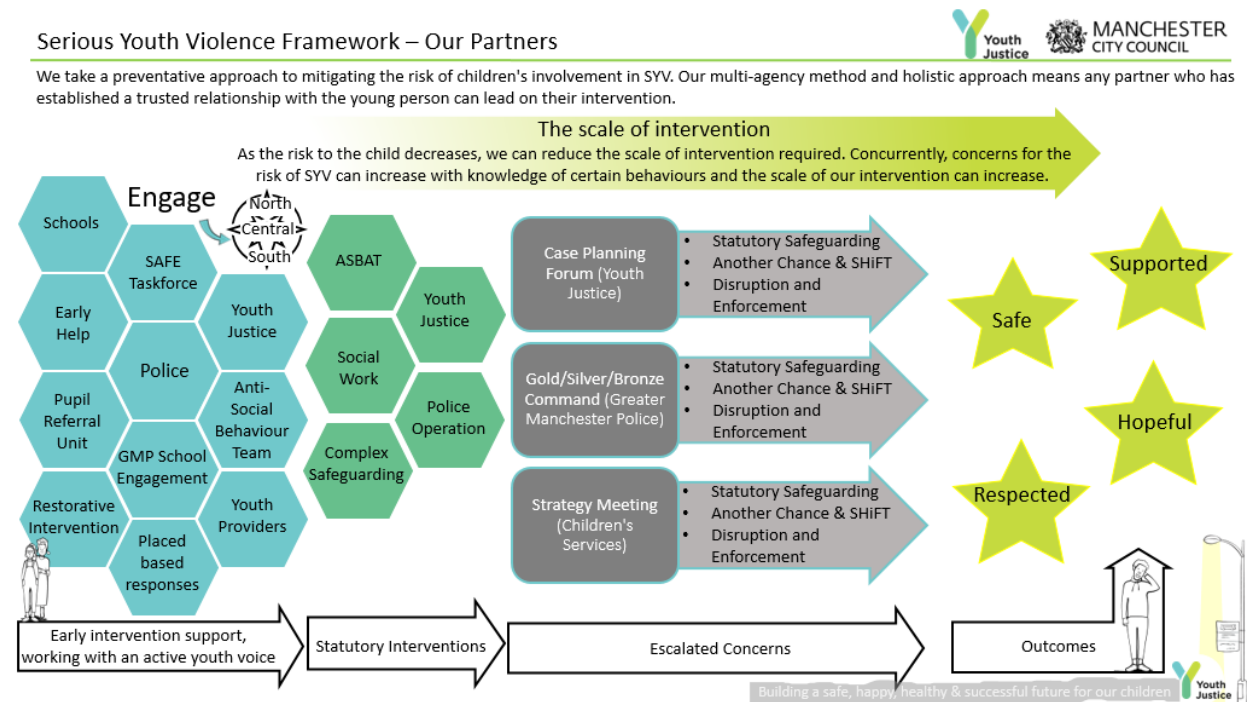 Serious Youth Violence Framework – Our Partners
Youth
Justice
MANCHESTER
CITY COUNCIL
We take a preventative approach to mitigating the risk of children's involvement in SYV. Our multi-agency method and holistic approach means any partner who has
established a trusted relationship with the young person can lead on their intervention.
The scale of intervention
As the risk to the child decreases, we can reduce the scale of intervention required. Concurrently, concerns for the
risk of SYV can increase with knowledge of certain behaviours and the scale of our intervention can increase.
Engage
North
Central
South
Schools
SAFE
Taskforce
Early
Help
Youth
Justice
Police
Pupil
Referral
Unit
Anti-
Social
Behaviour
Team
GMP School
Engagement
Restorative
Intervention
Youth
Providers
Placed
based
responses
ASBAT
Youth
Justice
Social
Work
Police
Operation
Complex
Safeguarding
Case Planning
Forum (Youth
Justice)
• Statutory Safeguarding
• Another Chance & SHiFT
• Disruption and
Enforcement
Gold/Silver/Bronze
Command (Greater
Manchester Police)
• Statutory Safeguarding
• Another Chance & SHiFT
• Disruption and
Enforcement
Strategy Meeting
(Children's
Services)
• Statutory Safeguarding
• Another Chance & SHiFT
• Disruption and
Enforcement
Supported
Safe
Hopeful
Respected
Early intervention support,
working with an active youth voice
Statutory Interventions
Escalated Concerns
Outcomes
Building a safe, happy, healthy & successful future for our children
Youth
Justice